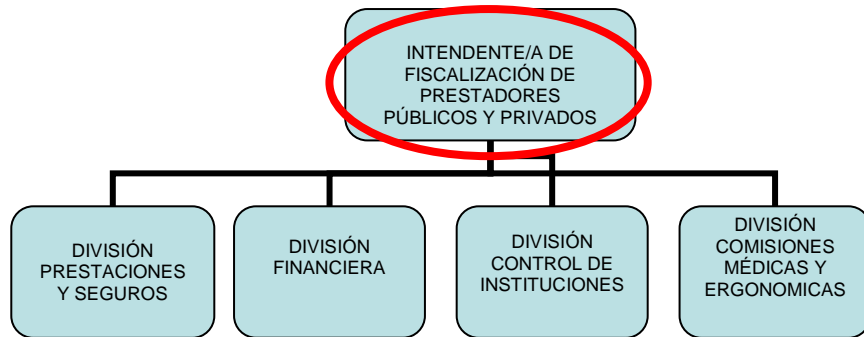 INTENDENTE/A DE
FISCALIZACIÓN DE
PRESTADORES
PÚBLICOS Y PRIVADOS
DIVISIÓN
PRESTACIONES
Y SEGUROS
DIVISIÓN
FINANCIERA
DIVISIÓN
CONTROL DE
INSTITUCIONES
DIVISIÓN
COMISIONES
MÉDICAS Y
ERGONOMICAS